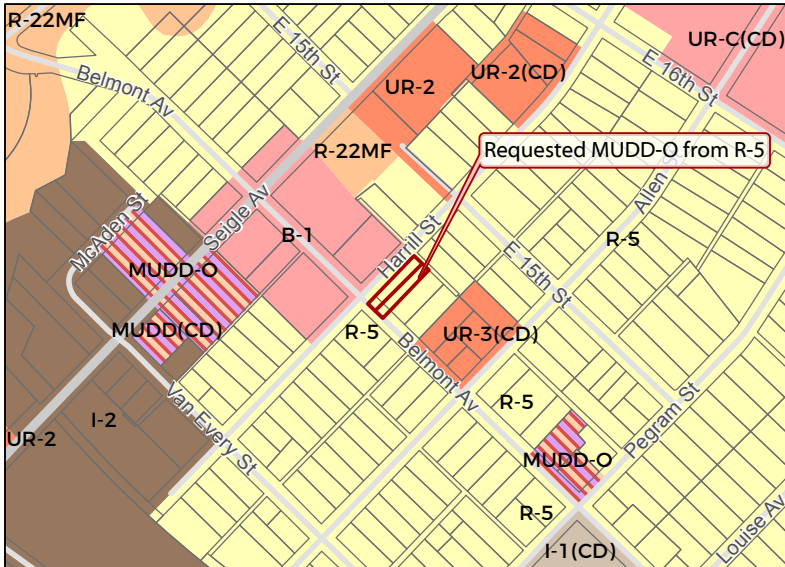 R-22MF
Belmont Av
E 15th St
UR-2
UR-2(CD)
UR-C(CD)
E 16th St
R-22MF
Requested MUDD-O from R-5
McAden St
Seigle Av
B-1
Harrill St
Allen St
R-5
MUDD-O
E 15th St
MUDD(CD)
R-5
UR-3(CD)
Belmont Av
R-5
Van Every St
Pegram St
I-2
UR-2
MUDD-O
R-5
Louise Av
I-1(CD)